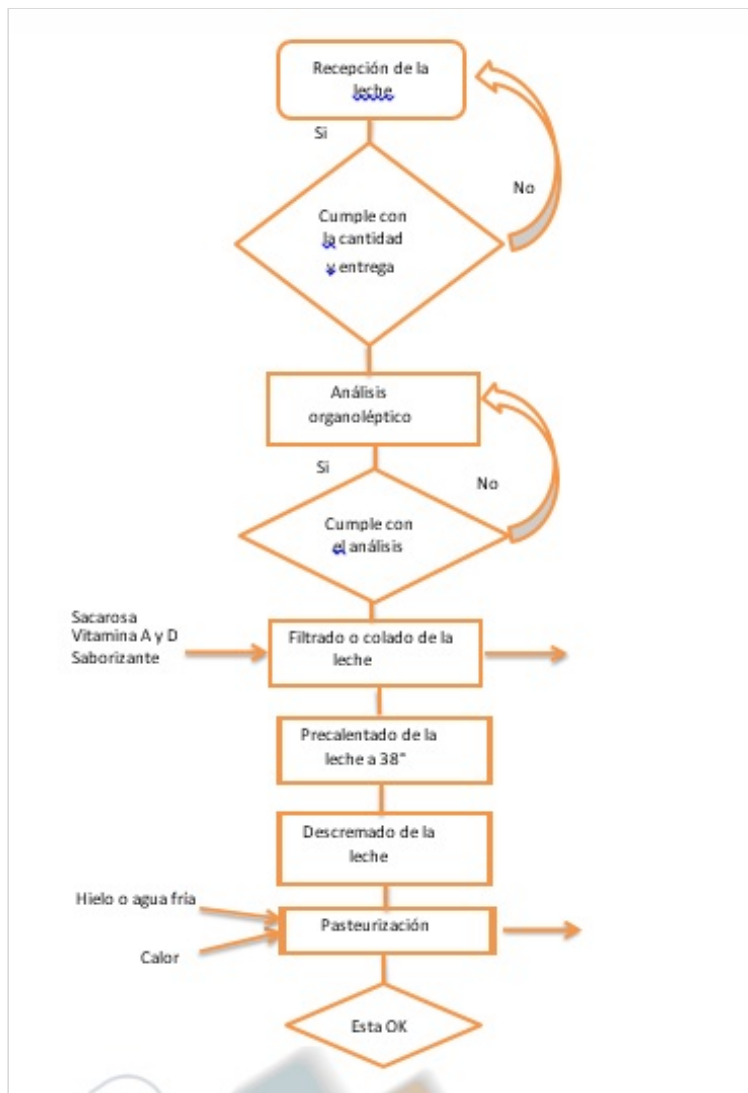 Recepción de la
leche
Si
No
Cumple con
la cantidad
y entrega
Análisis
organoléptico
Si
No
Cumple con
el análisis
Sacarosa
Vitamina A y D
Saborizante
Filtrado o colado de la
leche
Precalentado de la
leche a 38°
Descremado de la
leche
Hielo o agua fria
Calor
Pasteurización
Esta OK